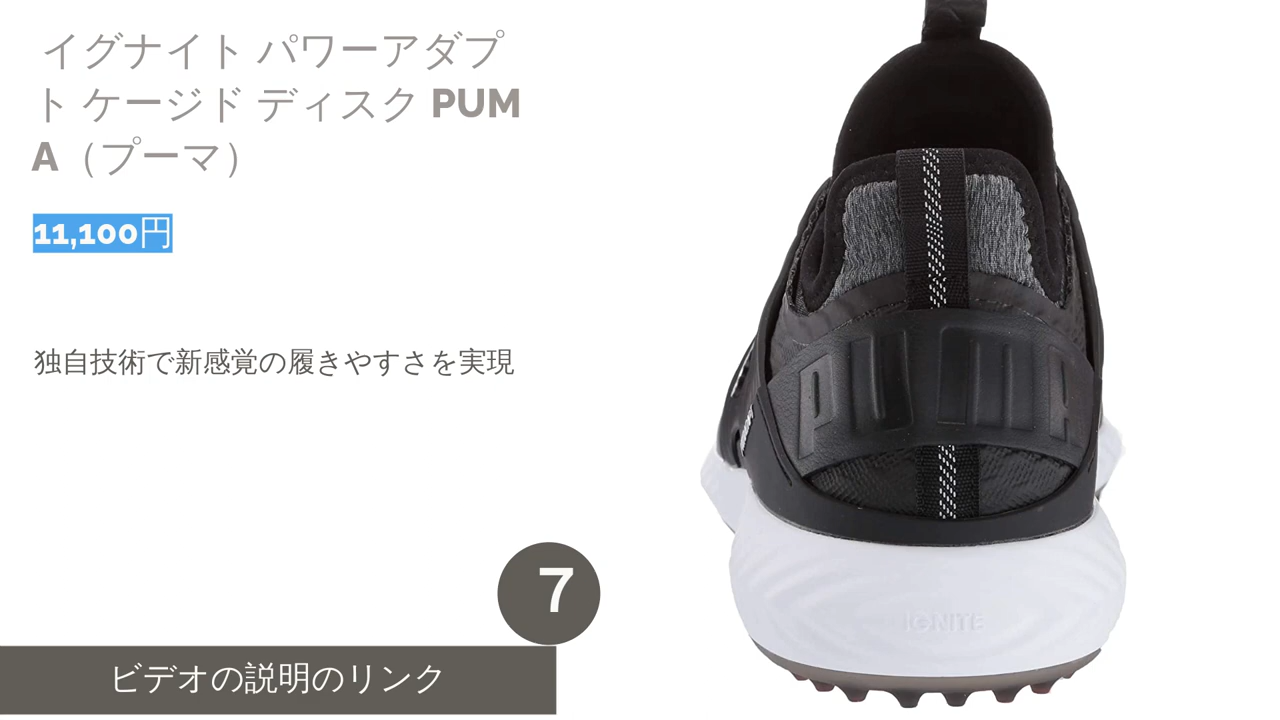 イグナイト パワーアダプ
ト ケージド ディスク PUM
A（プーマ）
11,100円
独自技術で新感覚の履きやすさを実現
PUMA
IGNITE
7
ビデオの説明のリンク